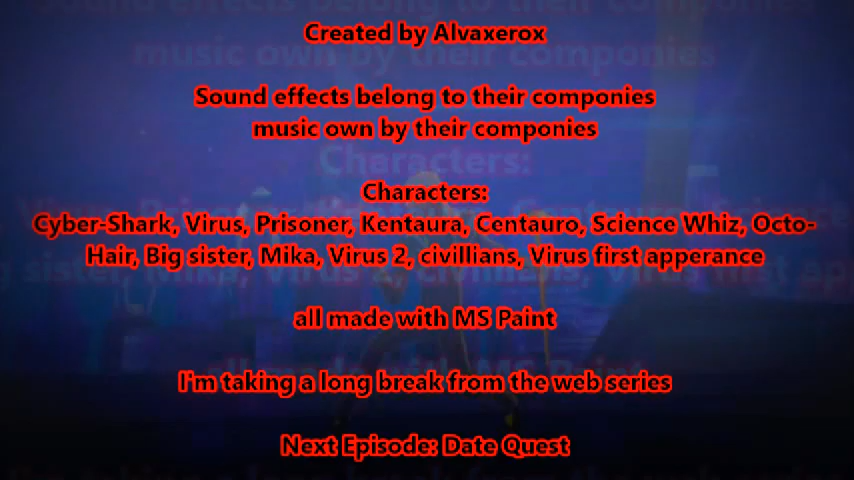 Created by Alvaxerox
Sound effects belong to their componies
music own by their componies
Characters:
Cyber-Shark, Virus, Prisoner, Kentaura, Centauro, Science Whiz, Octo-
Hair, Big sister, Mika, Virus 2, civillians, Virus first apperance
all made with MS Paint
I'm taking a long break from the web series
Next Episode: Date Quest